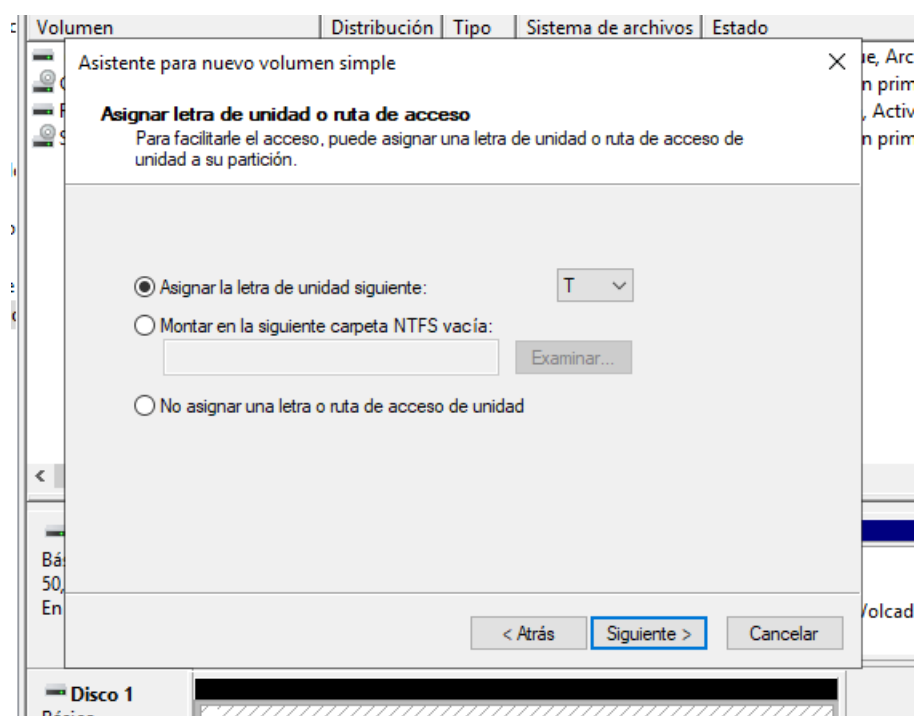 Volumen Distribución Tipo Sistema de archivos Estado
Asistente para nuevo volumen simple
Asignar letra de unidad o ruta de acceso
Para facilitarle el acceso, puede asignar una letra de unidad o ruta de acceso de
unidad a su partición.
Asignar la letra de unidad siguiente: T
Montar en la siguiente carpeta NTFS vacía:
Examinar...
No asignar una letra o ruta de acceso de unidad
50,
En
< Atrás Siguiente > Cancelar
Disco 1